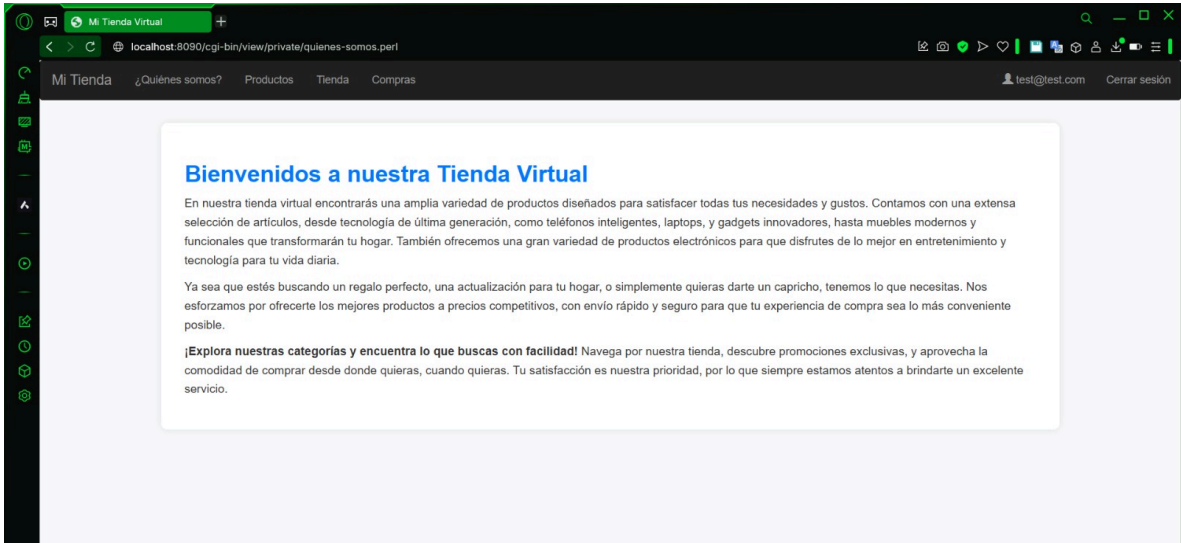 Mi Tienda Virtual
localhost:8090/cgi-bin/view/private/quienes-somos.perl
Mi Tienda ¿Quiénes somos? Productos Tienda Compras test@test.com Cerrar sesión
Bienvenidos a nuestra Tienda Virtual
En nuestra tienda virtual encontrarás una amplia variedad de productos diseñados para satisfacer todas tus necesidades y gustos. Contamos con una extensa
selección de artículos, desde tecnología de última generación, como teléfonos inteligentes, laptops, y gadgets innovadores, hasta muebles modernos y
funcionales que transformarán tu hogar. También ofrecemos una gran variedad de productos electrónicos para que disfrutes de lo mejor en entretenimiento y
tecnología para tu vida diaria.
Ya sea que estés buscando un regalo perfecto, una actualización para tu hogar, o simplemente quieras darte un capricho, tenemos lo que necesitas. Nos
esforzamos por ofrecerte los mejores productos a precios competitivos, con envío rápido y seguro para que tu experiencia de compra sea lo más conveniente
posible.
¡Explora nuestras categorías y encuentra lo que buscas con facilidad! Navega por nuestra tienda, descubre promociones exclusivas, y aprovecha la
comodidad de comprar desde donde quieras, cuando quieras. Tu satisfacción es nuestra prioridad, por lo que siempre estamos atentos a brindarte un excelente
servicio.